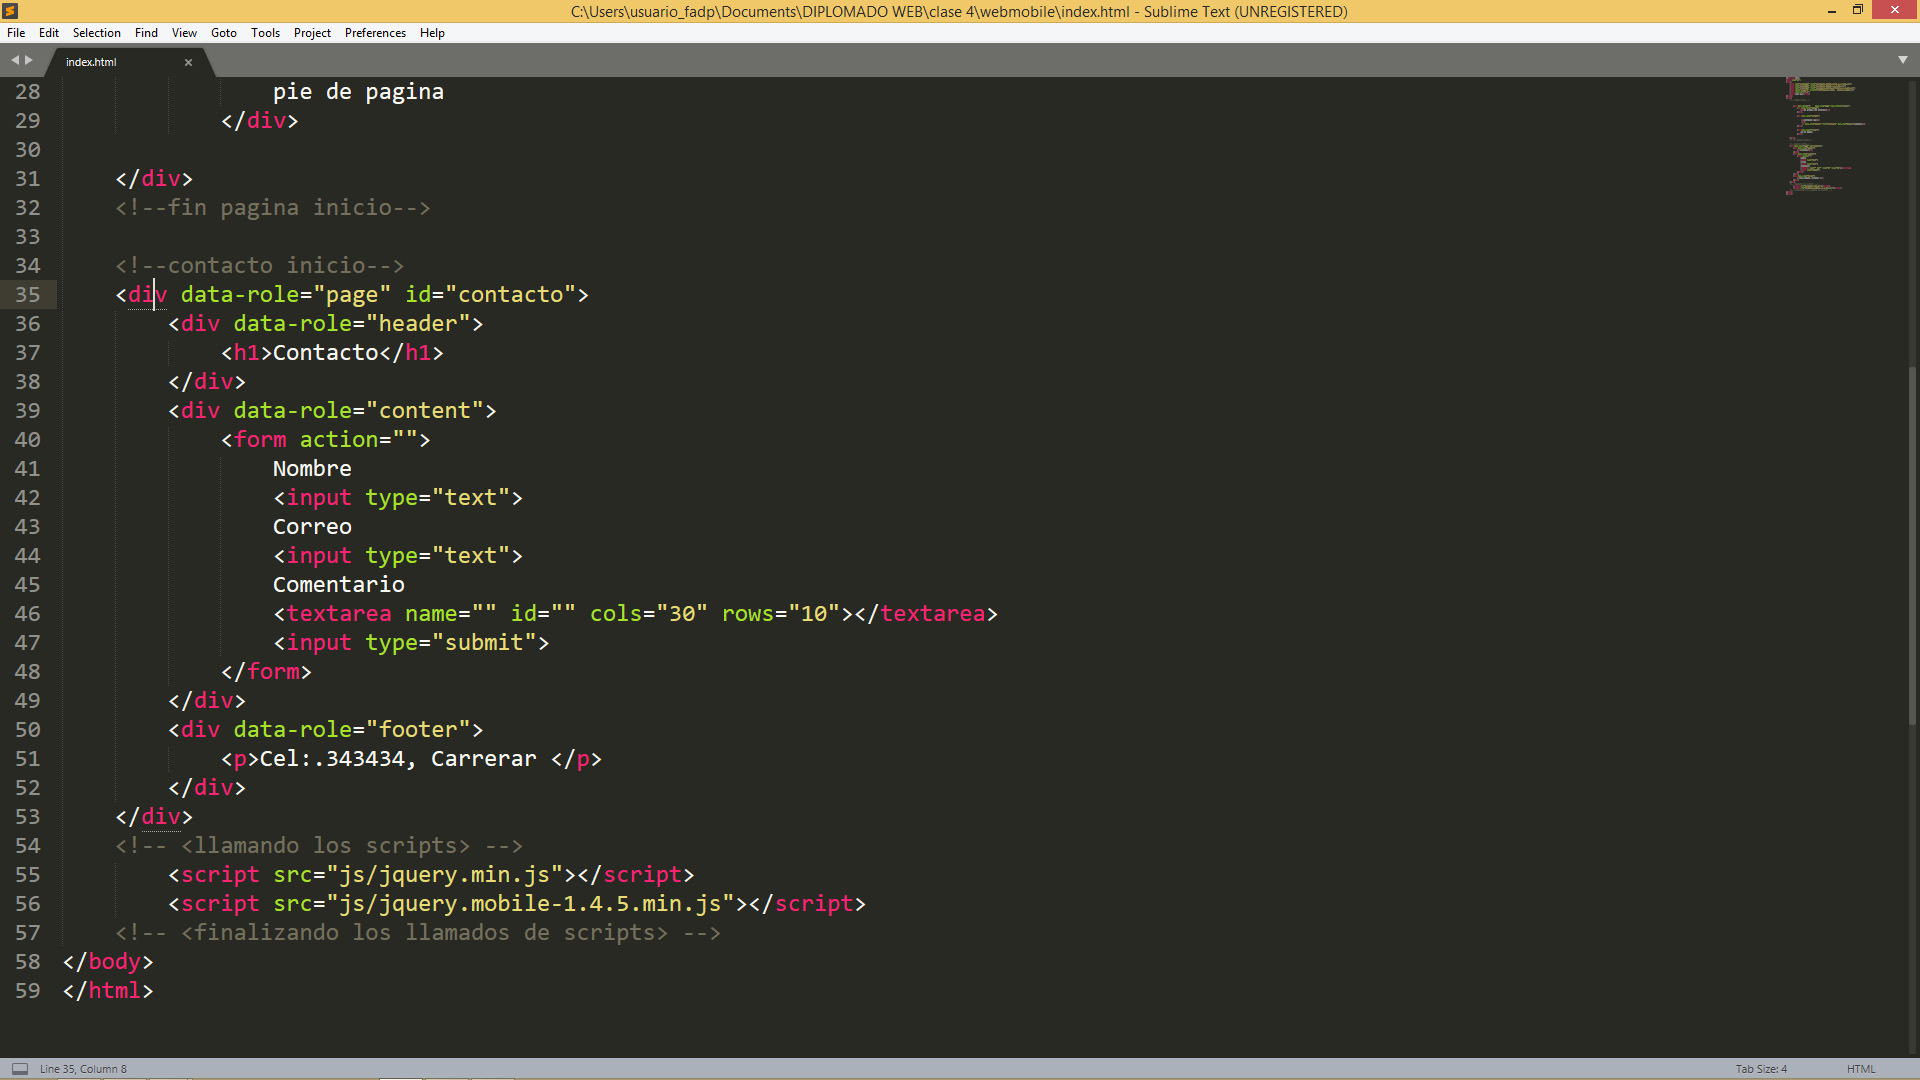 C:\Users\usuario_fadp\Documents\DIPLOMADO WEB\clase 4\webmobile\index.html - Sublime Text (UNREGISTERED)
File Edit Selection Find View Goto Tools Project Preferences Help
index.html
28 pie de pagina
29 </div>
30
31 </div>
32 <!--fin pagina inicio-->
33
34 <!--contacto inicio-->
35 <div data-role="page" id="contacto">
36 <div data-role="header">
37 <h1>Contacto</h1>
38 </div>
39 <div data-role="content">
40 <form action="">
41 Nombre
42 <input type="text">
43 Correo
44 <input type="text">
45 Comentario
46 <textarea name="" id="" cols="30" rows="10"></textarea>
47 <input type="submit">
48 </form>
49 </div>
50 <div data-role="footer">
51 <p>Cel:.343434, Carrerar </p>
52 </div>
53 </div>
54 <!-- <llamando los scripts> -->
55 <script src="js/jquery.min.js"></script>
56 <script src="js/jquery.mobile-1.4.5.min.js"></script>
57 <!-- <finalizando los llamados de scripts> -->
58 </body>
59 </html>
Line 35, Column 8 Tab Size: 4 HTML